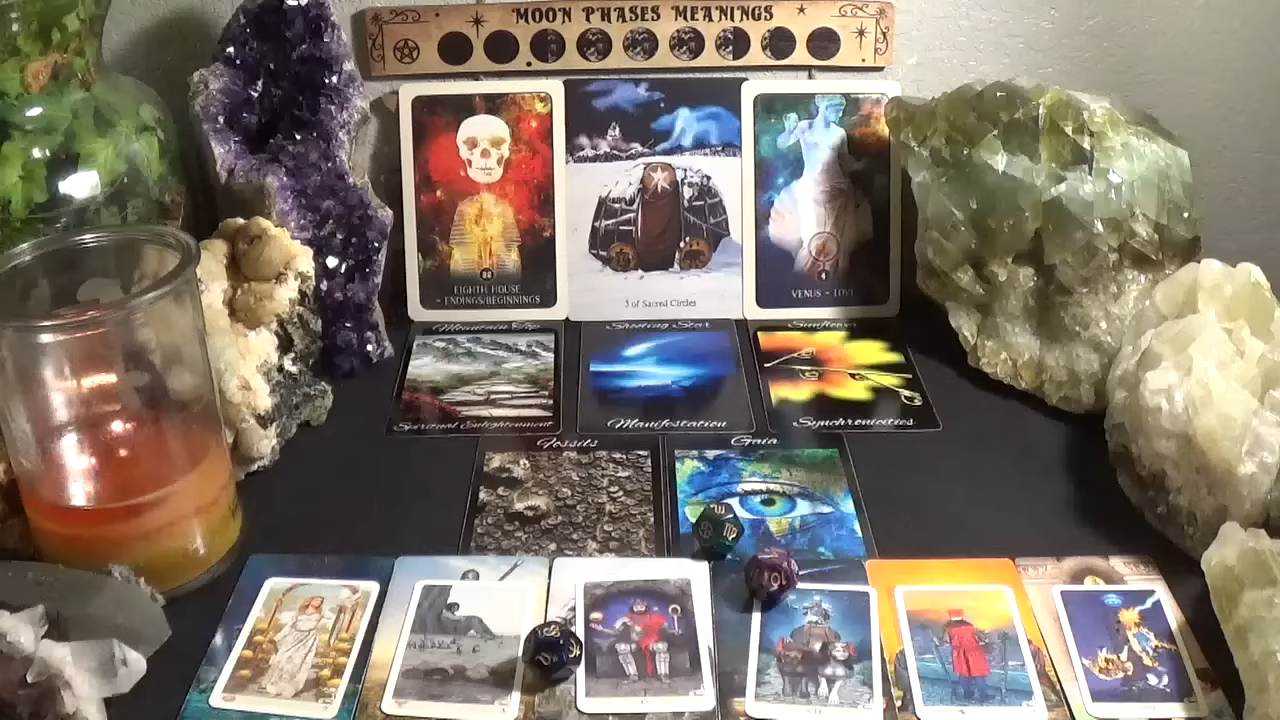 MOON PHASES MEANINGS
EIGHTH HOUSE
- ENDINGS/BEGINNINGS
3 of Sacred Circles
4
VENUS - LOVE
Mountain Top
Shooting Star
Sunflower
Spiritual Enlightenment
Manifestation
Synchronicities
Fossils
Gaia